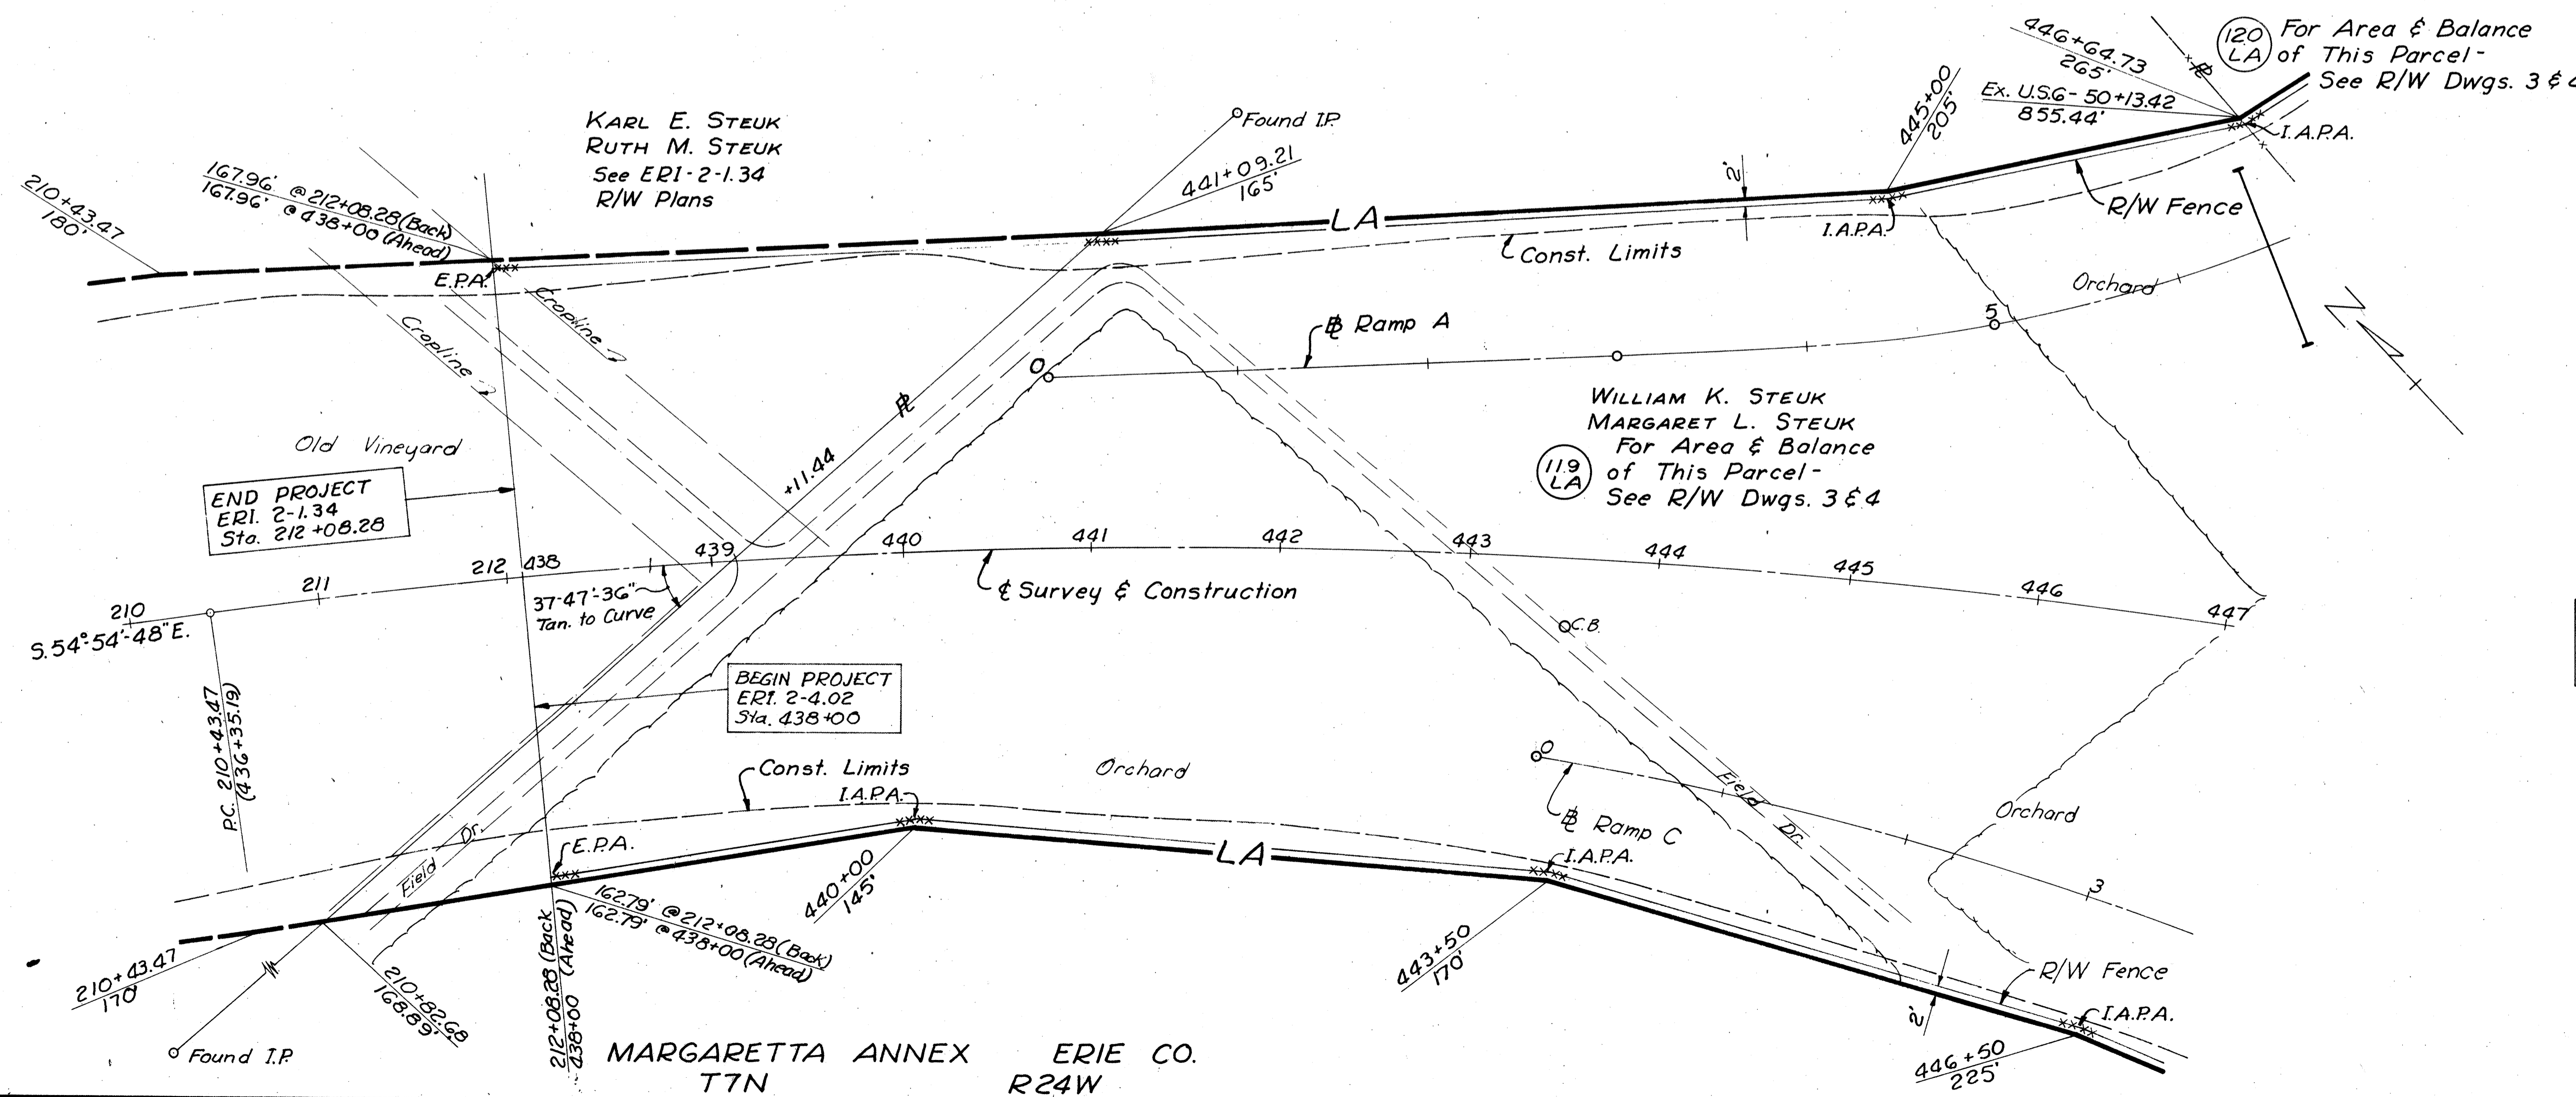 KARL E. STEUK
RUTH M. STEUK
See ERI-2-1.34
R/W Plans
210+43.47
180'
167.96' @ 212+08.28 (Back)
167.96' @ 438+00 (Ahead)
E.P.A.
Found I.P.
441+09.21
165'
LA
2'
Const. Limits
445+00
205'
I.A.P.A.
446+64.73
265'
Ex. U.S.6- 50+13.42
855.44'
120
LA
For Area & Balance
of This Parcel-
See R/W Dwgs. 3 & 4
I.A.P.A.
R/W Fence
Cropline
Cropline
Orchard
5
℄ Ramp A
0
℄
+11.44
Old Vineyard
END PROJECT
ERI. 2-1.34
Sta. 212+08.28
WILLIAM K. STEUK
MARGARET L. STEUK
119
LA
For Area & Balance
of This Parcel-
See R/W Dwgs. 3 & 4
210
211
212
438
439
440
441
442
443
444
445
446
447
S. 54°-54'-48" E.
37-47'-36"
Tan. to Curve
℄ Survey & Construction
C.B.
P.C. 210+43.47
(436+35.19)
BEGIN PROJECT
ERI. 2-4.02
Sta. 438+00
Const. Limits
I.A.P.A.
Orchard
0
℄ Ramp C
Field Dr.
Orchard
3
Field Dr.
E.P.A.
LA
I.A.P.A.
162.79' @ 212+08.28 (Back)
162.79' @ 438+00 (Ahead)
440+00
145'
443+50
170'
R/W Fence
2'
I.A.P.A.
446+50
225'
210+43.47
170'
210+82.68
168.89'
212+08.28 (Back
438+00 (Ahead)
Found I.P.
MARGARETTA ANNEX ERIE CO.
T7N R24W
N